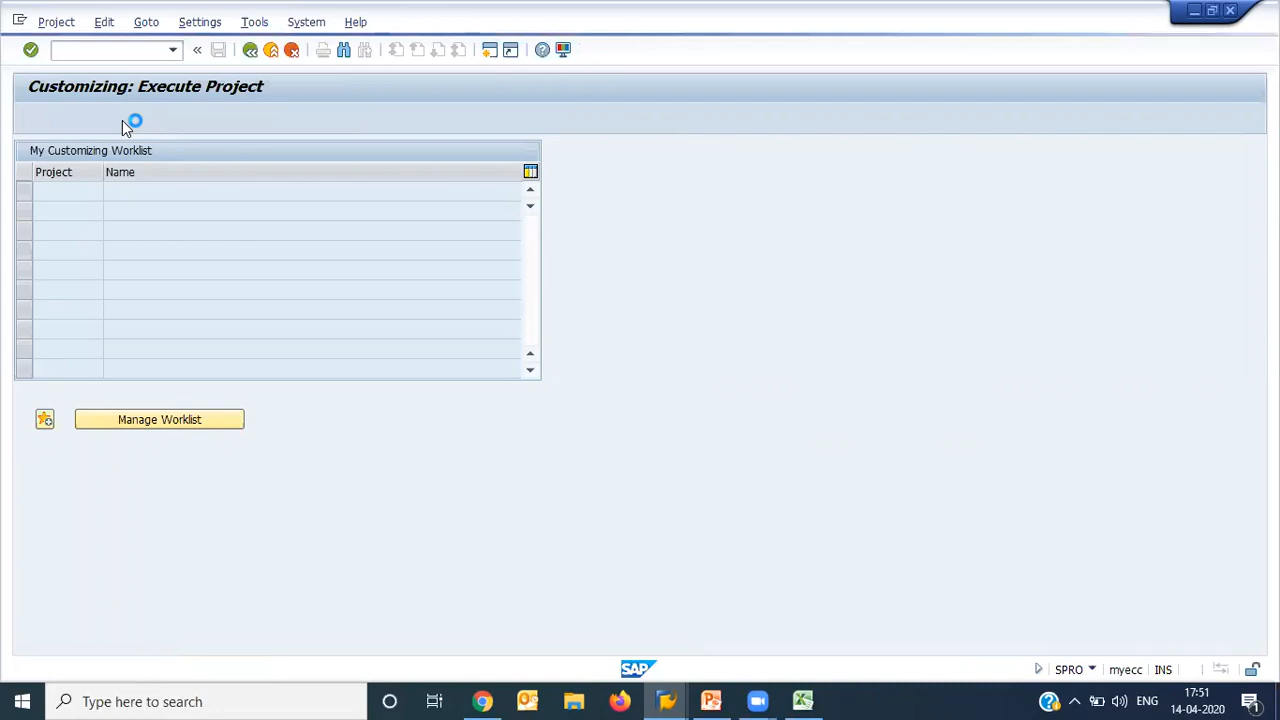 Project Edit Goto Settings Tools System Help
Customizing: Execute Project
My Customizing Worklist
Project Name
Manage Worklist
SAP
SPRO myecc INS
Type here to search
ENG
17:51
14-04-2020
1